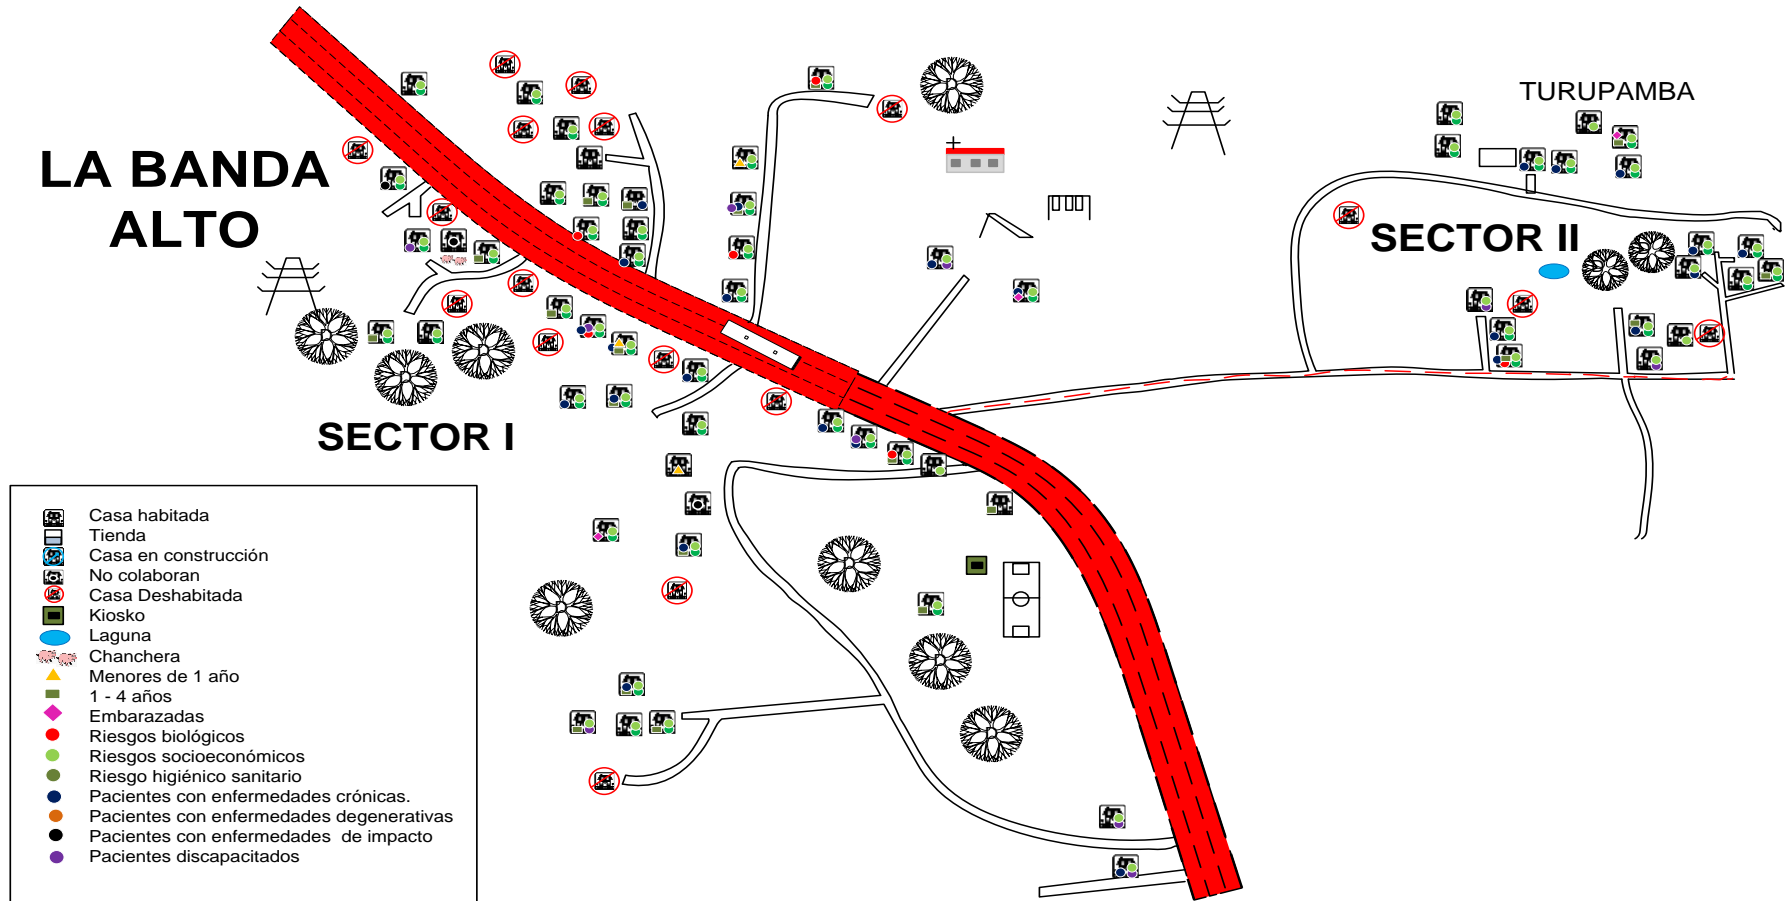 TURUPAMBA
LA BANDA
ALTO
SECTOR II
SECTOR I
Casa habitada
Tienda
Casa en construcción
No colaboran
Casa Deshabitada
Kiosko
Laguna
Chanchera
Menores de 1 año
1 - 4 años
Embarazadas
Riesgos biológicos
Riesgos socioeconómicos
Riesgo higiénico sanitario
Pacientes con enfermedades crónicas.
Pacientes con enfermedades degenerativas
Pacientes con enfermedades de impacto
Pacientes discapacitados